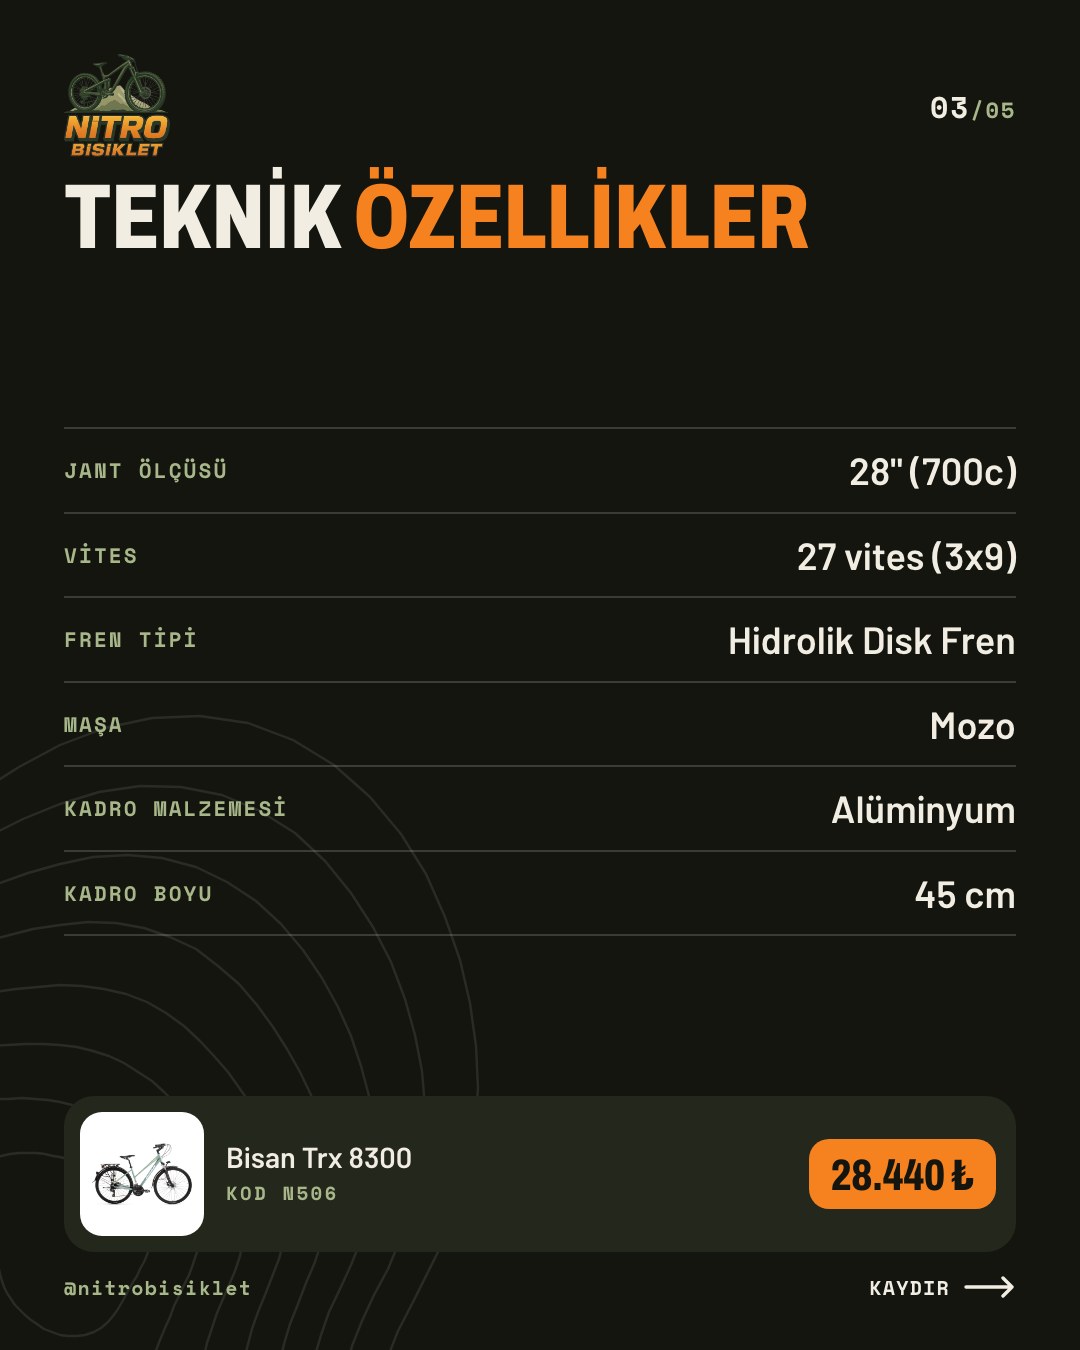 NiTRO
BISIKLET
03/05
TEKNİK ÖZELLİKLER
JANT ÖLÇÜSÜ
28" (700c)
VİTES
27 vites (3x9)
FREN TİPİ
Hidrolik Disk Fren
MAŞA
Mozo
KADRO MALZEMESİ
Alüminyum
KADRO BOYU
45 cm
Bisan Trx 8300
KOD N506
28.440 ₺
@nitrobisiklet
KAYDIR